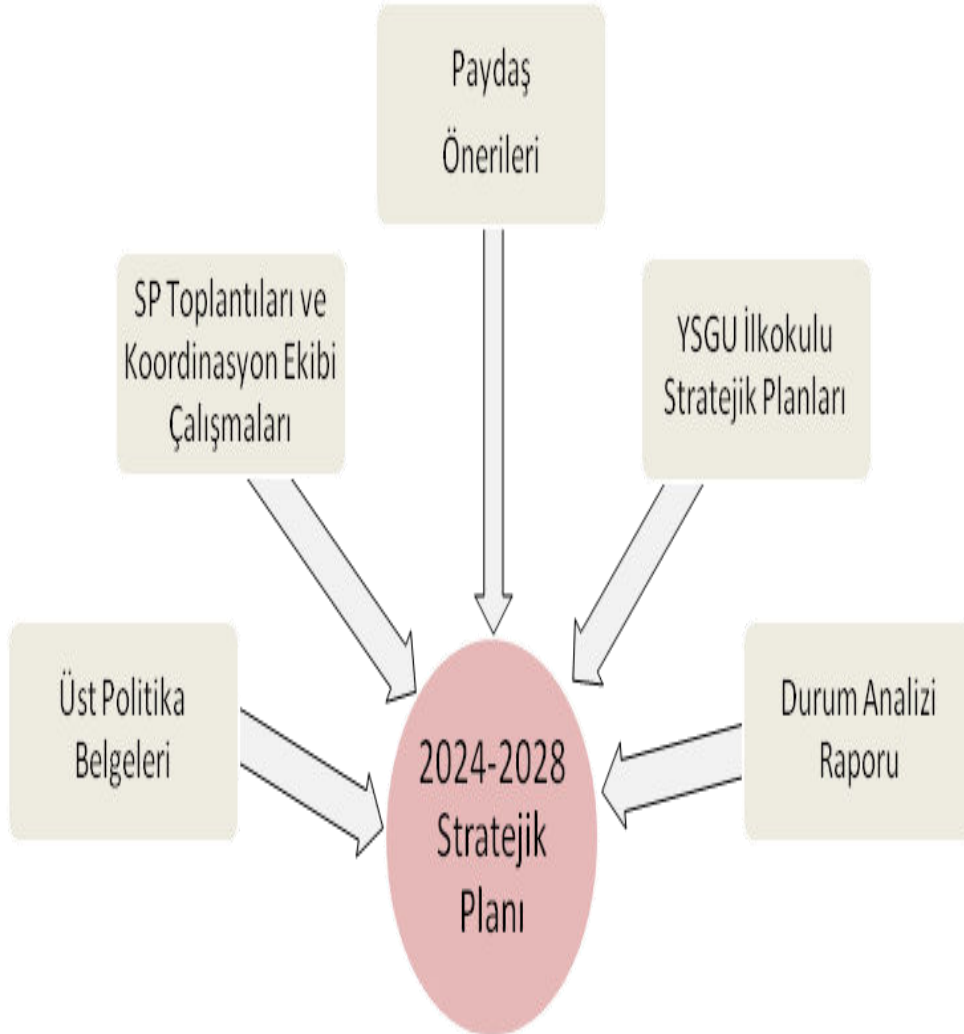 Paydaş
Önerileri
SP Toplantıları ve
Koordinasyon Ekibi
Çalışmaları
YSGU İlkokulu
Stratejik Planları
Üst Politika
Belgeleri
Durum Analizi
Raporu
2024-2028
Stratejik
Planı